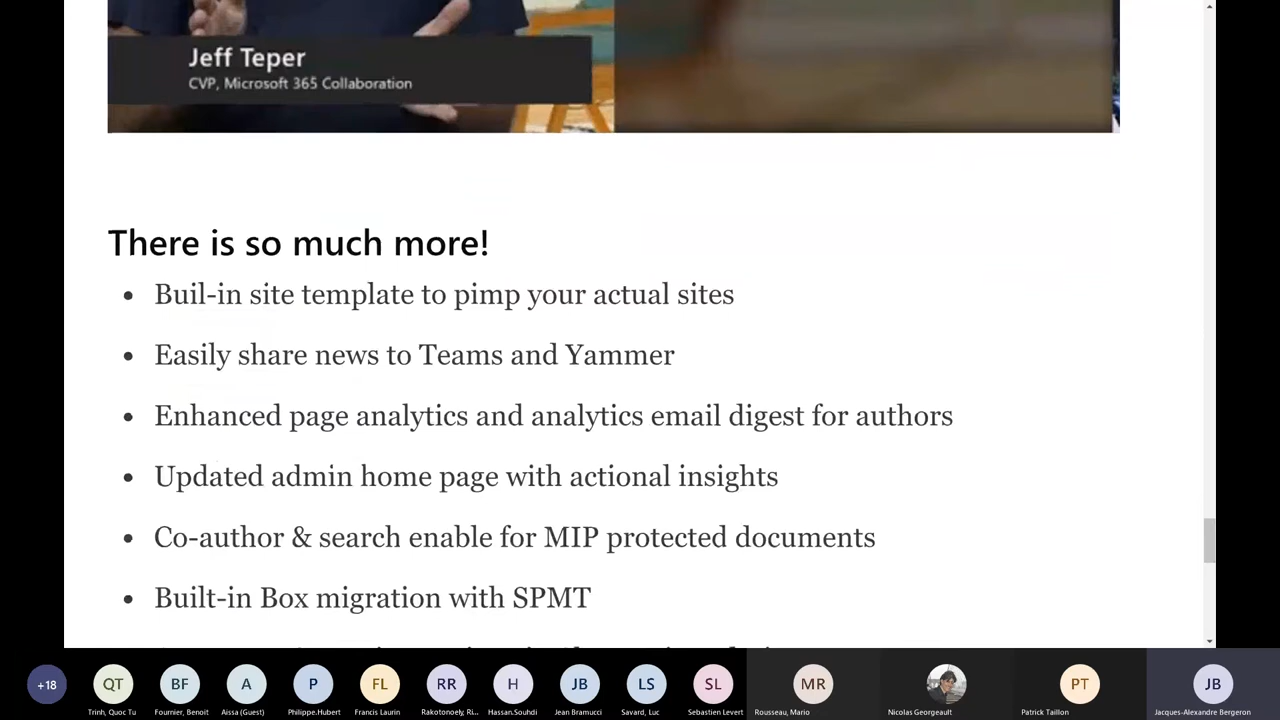 Jeff Teper
CVP, Microsoft 365 Collaboration
There is so much more!
• Buil-in site template to pimp your actual sites
• Easily share news to Teams and Yammer
• Enhanced page analytics and analytics email digest for authors
• Updated admin home page with actional insights
• Co-author & search enable for MIP protected documents
• Built-in Box migration with SPMT
+18 QT BF A P FL RR H JB LS SL MR PT JB
Trinh, Quoc Tu Fournier, Benoit Aissa (Guest) Philippe.Hubert Francis Laurin Rakotonoely, Ri... Hassan.Souhdi Jean Bramucci Savard, Luc Sebastien Levert Rousseau, Mario Nicolas Georgeault Patrick Taillon Jacques-Alexandre Bergeron